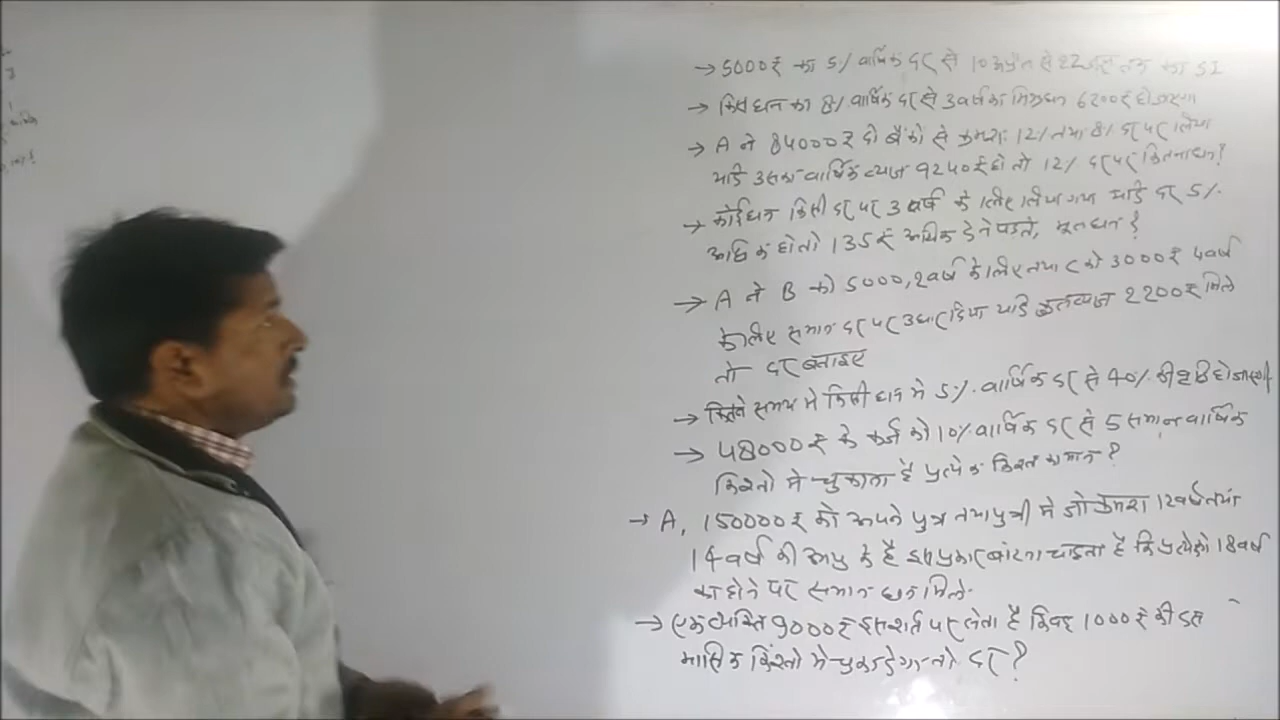 → 5000₹ का 5% वार्षिक दर से 10 अप्रैल से 22 जून तक का SI
→ किस धन का 8% वार्षिक दर से 3 वर्ष का मिश्रधन 6200₹ हो जाएगा
→ A ने 84000₹ दो बैंको से क्रमशः 12% तथा 8% दर पर लिया
यदि उसका वार्षिक व्याज 9240₹ हो तो 12% दर पर कितना धन?
→ कोई धन किसी दर पर 3 वर्ष के लिए लिया गया यदि दर 5%
अधिक हो तो 135₹ अधिक देने पड़ते, मूलधन?
→ A ने B को 5000, 2 वर्ष के लिए तथा C को 3000₹ 4 वर्ष
के लिए समान दर पर उधार दिया यदि कुल व्याज 2200₹ मिले
तो दर बताइए
→ कितने समय मे किसी धन मे 5% वार्षिक दर से 40% की वृद्धि हो जाएगी
→ 48000₹ के कर्ज को 10% वार्षिक दर से 5 समान वार्षिक
किस्तो मे चुकाता है प्रत्येक किस्त का मान?
→ A, 150000₹ को अपने पुत्र तथा पुत्री मे जो क्रमशः 12 वर्ष तथा
14 वर्ष की आयु के है इस प्रकार बांटना चाहता है कि प्रत्येक को 18 वर्ष
का होने पर समान धन मिले
→ एक व्यक्ति 9000₹ इस शर्त पर लेता है कि वह 1000₹ की दस
मासिक किस्तो मे चुका देगा तो दर?